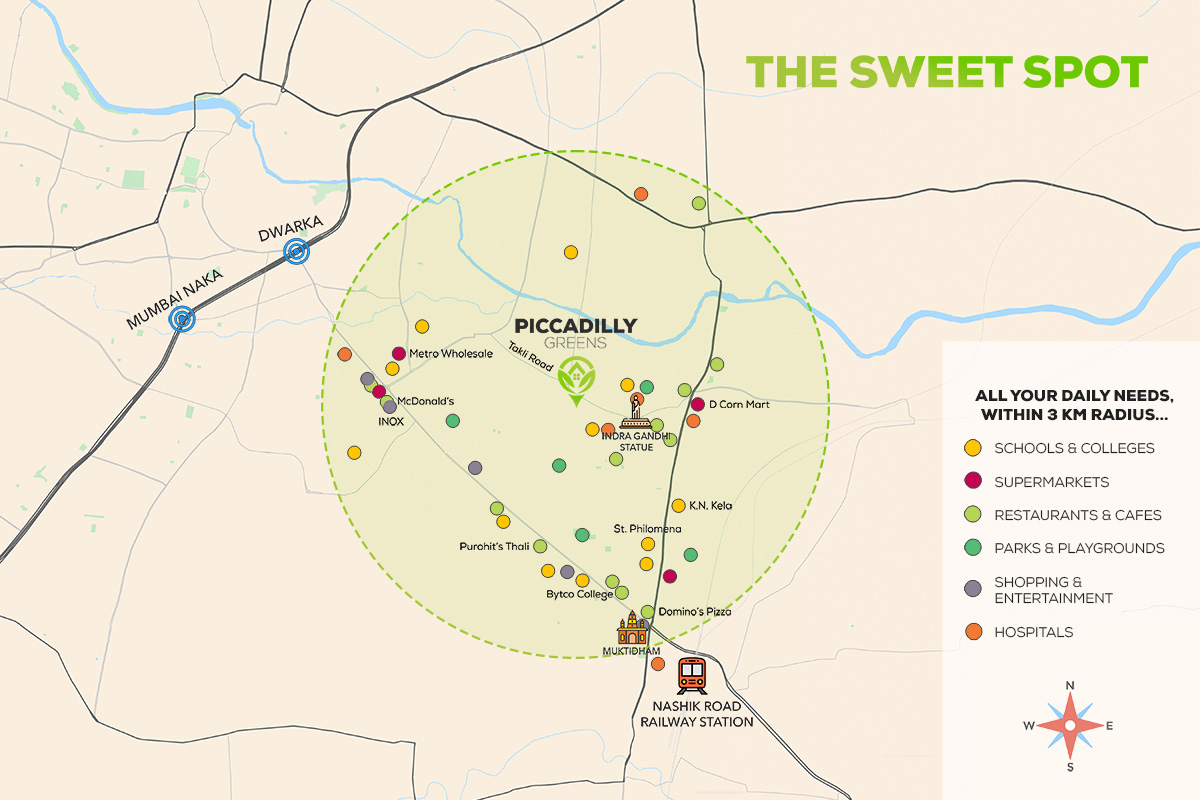 THE SWEET SPOT
DWARKA
MUMBAI NAKA
PICCADILLY
GREENS
Takli Road
Metro Wholesale
McDonald's
INOX
D Corn Mart
INDRA GANDHI
STATUE
K.N. Kela
St. Philomena
Purohit's Thali
Bytco College
Domino's Pizza
MUKTIDHAM
NASHIK ROAD
RAILWAY STATION
ALL YOUR DAILY NEEDS,
WITHIN 3 KM RADIUS...
SCHOOLS & COLLEGES
SUPERMARKETS
RESTAURANTS & CAFES
PARKS & PLAYGROUNDS
SHOPPING &
ENTERTAINMENT
HOSPITALS
N
W E
S